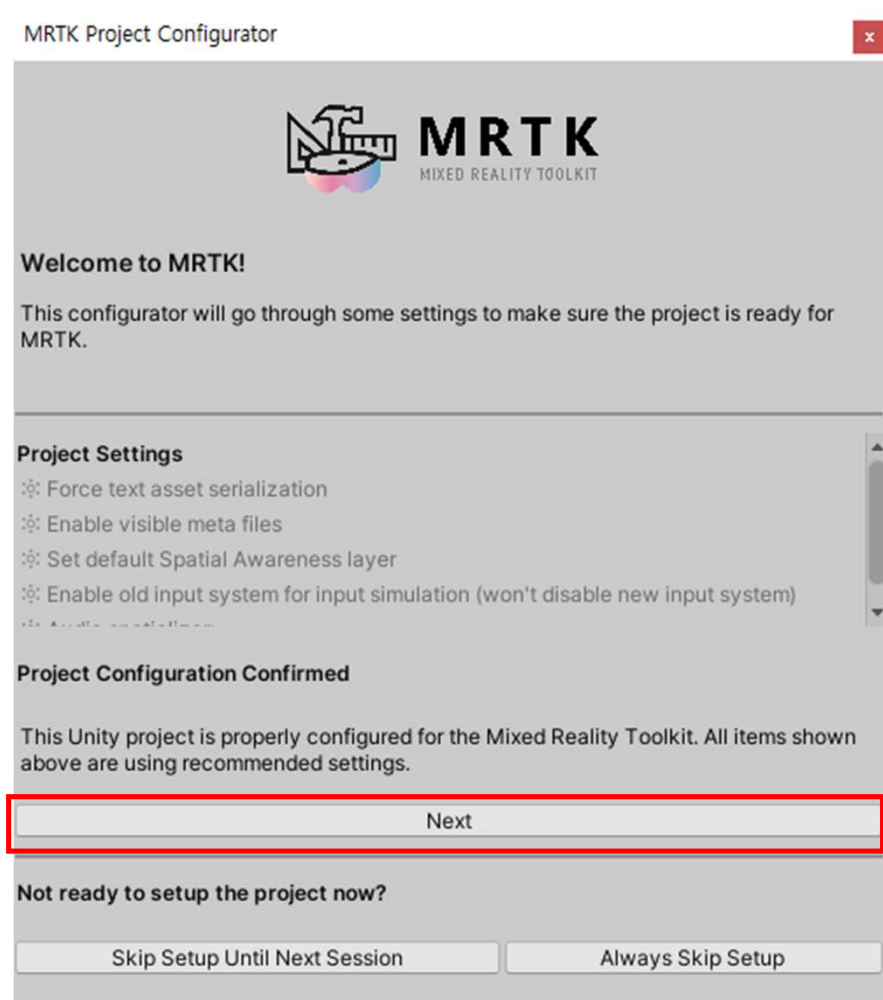 MRTK Project Configurator
x
MRTK
MIXED REALITY TOOLKIT
Welcome to MRTK!
This configurator will go through some settings to make sure the project is ready for
MRTK.
Project Settings
Force text asset serialization
Enable visible meta files
Set default Spatial Awareness layer
Enable old input system for input simulation (won't disable new input system)
Project Configuration Confirmed
This Unity project is properly configured for the Mixed Reality Toolkit. All items shown
above are using recommended settings.
Next
Not ready to setup the project now?
Skip Setup Until Next Session
Always Skip Setup